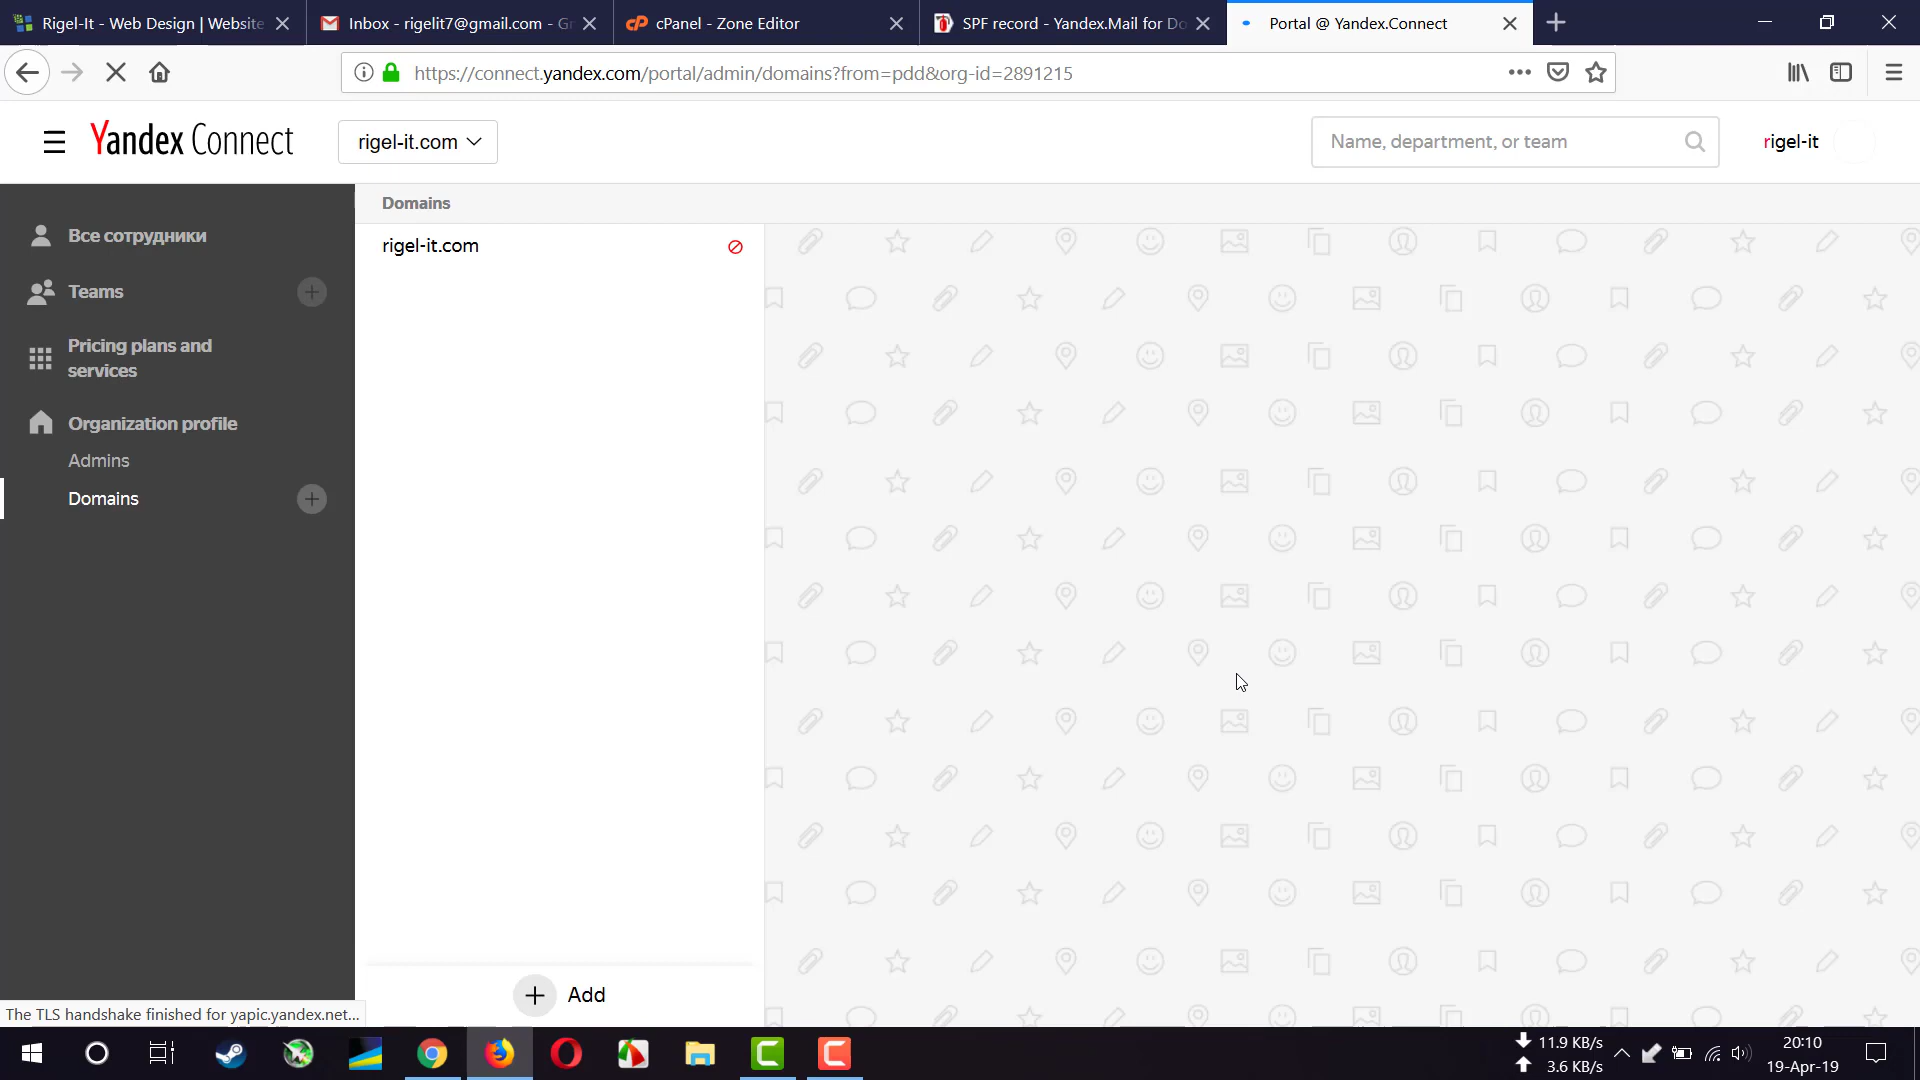 Rigel-It - Web Design | Website
Inbox - rigelit7@gmail.com - G
cPanel - Zone Editor
SPF record - Yandex.Mail for Do
Portal @ Yandex.Connect
https://connect.yandex.com/portal/admin/domains?from=pdd&org-id=2891215
Yandex Connect
rigel-it.com
Name, department, or team
rigel-it
Все сотрудники
Teams
Pricing plans and
services
Organization profile
Admins
Domains
Domains
rigel-it.com
Add
The TLS handshake finished for yapic.yandex.net...
11.9 KB/s
3.6 KB/s
20:10
19-Apr-19